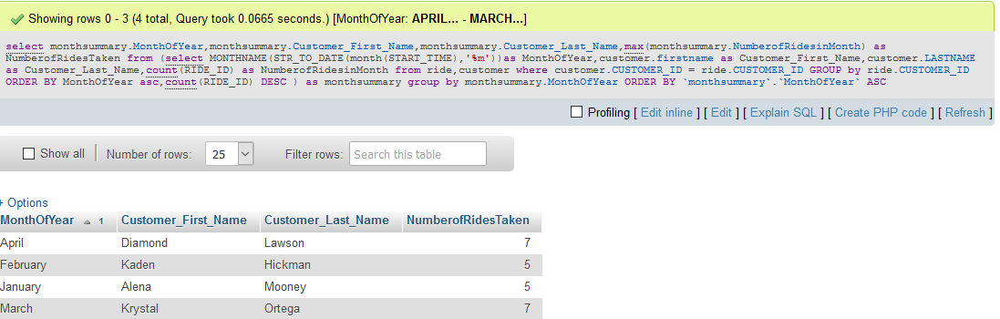 Showing rows 0 - 3 (4 total, Query took 0.0665 seconds.) [MonthOfYear: APRIL... - MARCH...]
select monthsummary.MonthOfYear,monthsummary.Customer_First_Name,monthsummary.Customer_Last_Name,max(monthsummary.NumberofRidesinMonth) as
NumberofRidesTaken from (select MONTHNAME(STR_TO_DATE(month(START_TIME),'%m'))as MonthOfYear,customer.firstname as Customer_First_Name,customer.LASTNAME
as Customer_Last_Name,count(RIDE_ID) as NumberofRidesinMonth from ride,customer where customer.CUSTOMER_ID = ride.CUSTOMER_ID GROUP by ride.CUSTOMER_ID
ORDER BY MonthOfYear asc,count(RIDE_ID) DESC ) as monthsummary group by monthsummary.MonthOfYear ORDER BY `monthsummary`.`MonthOfYear` ASC
Profiling [ Edit inline ] [ Edit ] [ Explain SQL ] [ Create PHP code ] [ Refresh ]
Show all Number of rows: 25 Filter rows: Search this table
+ Options
MonthOfYear 1 Customer_First_Name Customer_Last_Name NumberofRidesTaken
April Diamond Lawson 7
February Kaden Hickman 5
January Alena Mooney 5
March Krystal Ortega 7